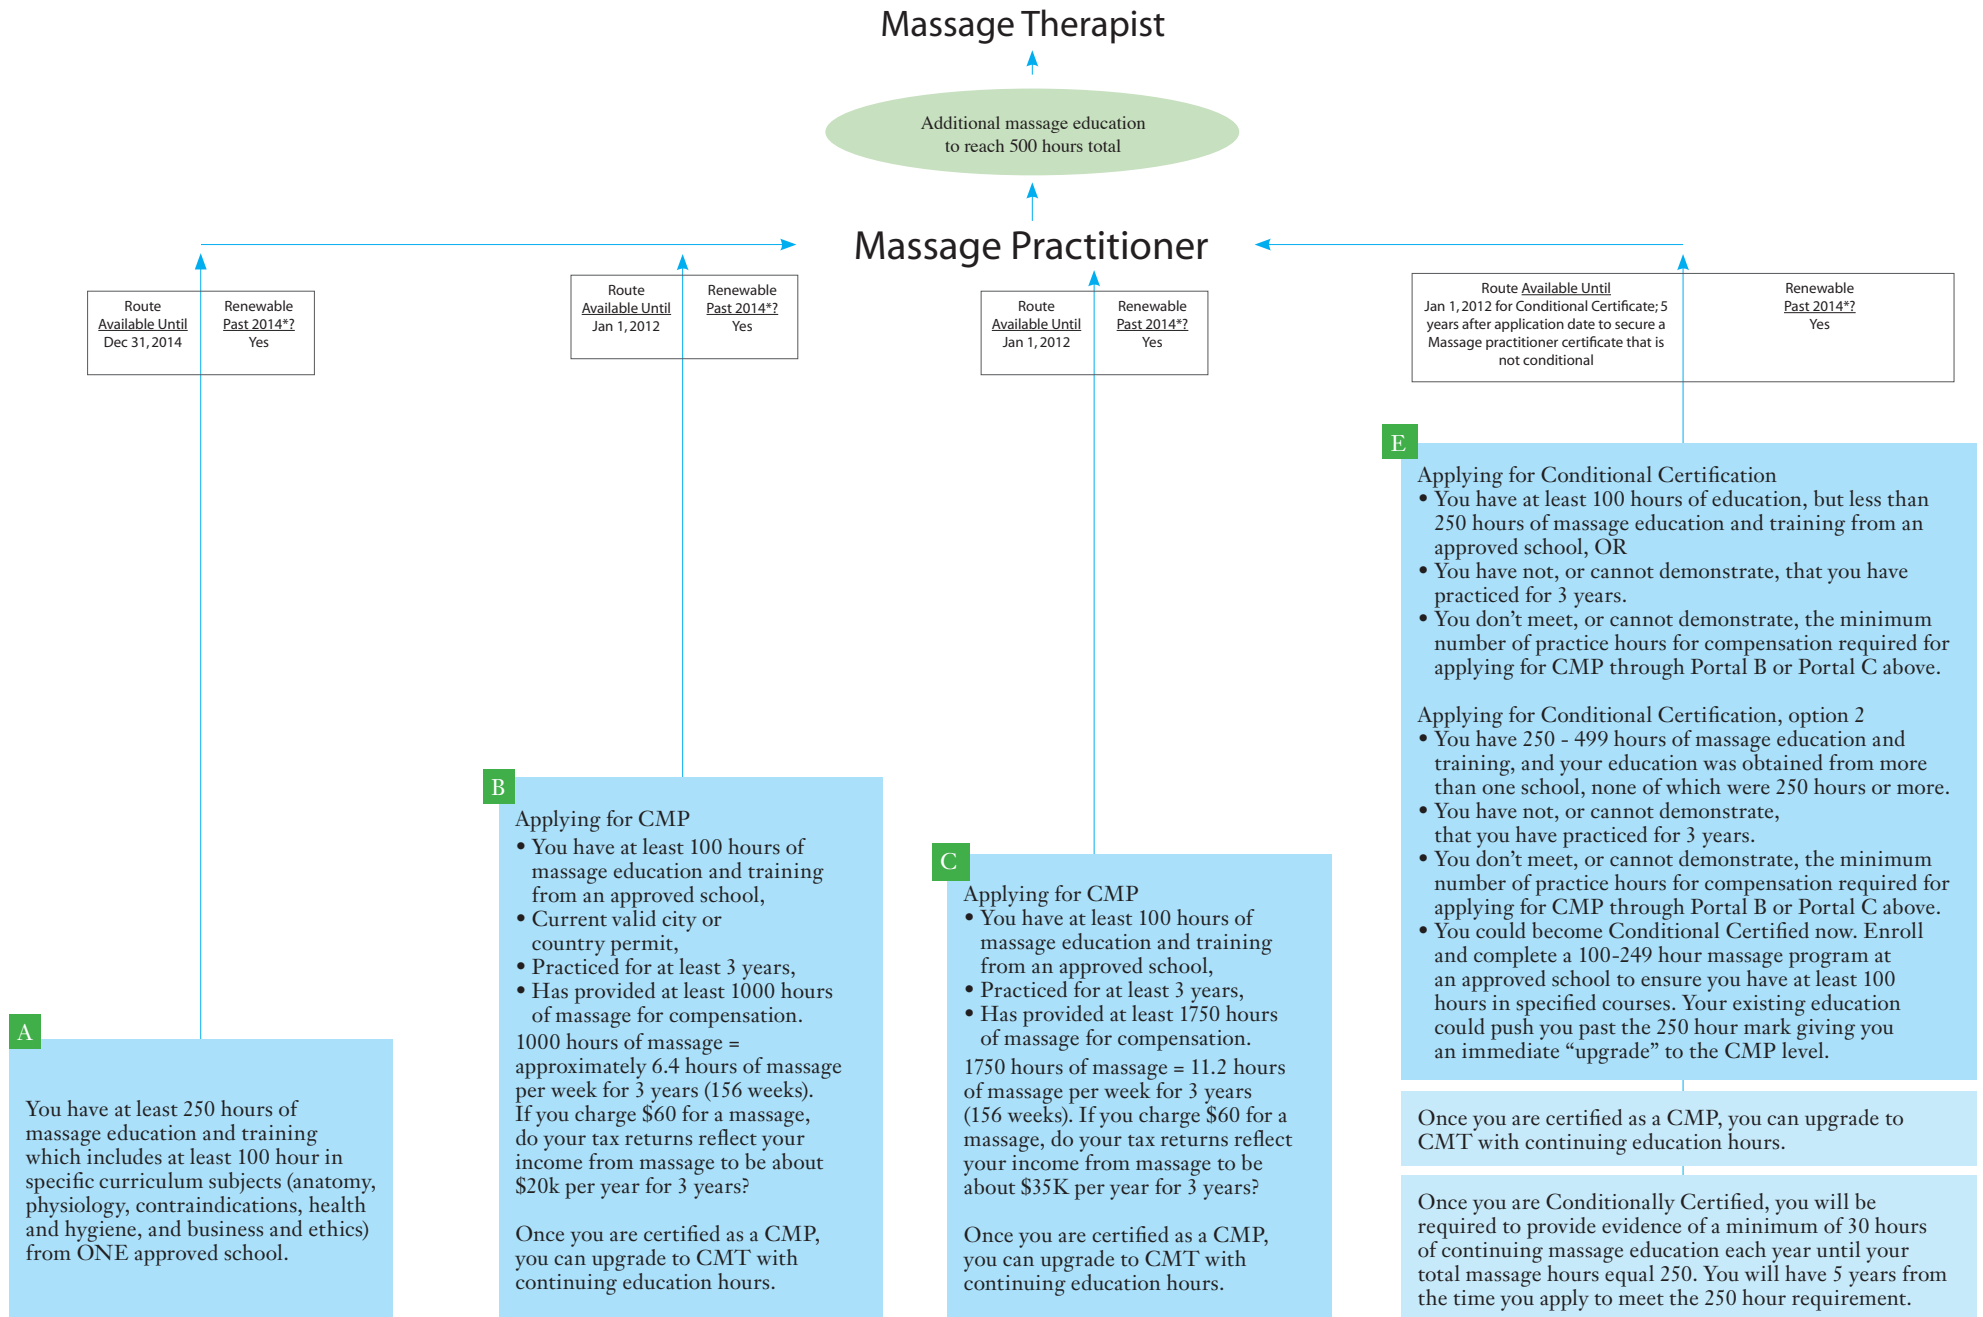 Massage Therapist
Additional massage education
to reach 500 hours total
Massage Practitioner
Route
Available Until
Dec 31, 2014
Renewable
Past 2014*?
Yes
Route
Available Until
Jan 1, 2012
Renewable
Past 2014*?
Yes
Route
Available Until
Jan 1, 2012
Renewable
Past 2014*?
Yes
Route Available Until
Jan 1, 2012 for Conditional Certificate; 5
years after application date to secure a
Massage practitioner certificate that is
not conditional
Renewable
Past 2014*?
Yes
A
You have at least 250 hours of
massage education and training
which includes at least 100 hour in
specific curriculum subjects (anatomy,
physiology, contraindications, health
and hygiene, and business and ethics)
from ONE approved school.
B
Applying for CMP
• You have at least 100 hours of
massage education and training
from an approved school,
• Current valid city or
country permit,
• Practiced for at least 3 years,
• Has provided at least 1000 hours
of massage for compensation.
1000 hours of massage =
approximately 6.4 hours of massage
per week for 3 years (156 weeks).
If you charge $60 for a massage,
do your tax returns reflect your
income from massage to be about
$20k per year for 3 years?
Once you are certified as a CMP,
you can upgrade to CMT with
continuing education hours.
C
Applying for CMP
• You have at least 100 hours of
massage education and training
from an approved school,
• Practiced for at least 3 years,
• Has provided at least 1750 hours
of massage for compensation.
1750 hours of massage = 11.2 hours
of massage per week for 3 years
(156 weeks). If you charge $60 for a
massage, do your tax returns reflect
your income from massage to be
about $35K per year for 3 years?
Once you are certified as a CMP,
you can upgrade to CMT with
continuing education hours.
E
Applying for Conditional Certification
• You have at least 100 hours of education, but less than
250 hours of massage education and training from an
approved school, OR
• You have not, or cannot demonstrate, that you have
practiced for 3 years.
• You don’t meet, or cannot demonstrate, the minimum
number of practice hours for compensation required for
applying for CMP through Portal B or Portal C above.
Applying for Conditional Certification, option 2
• You have 250 - 499 hours of massage education and
training, and your education was obtained from more
than one school, none of which were 250 hours or more.
• You have not, or cannot demonstrate,
that you have practiced for 3 years.
• You don’t meet, or cannot demonstrate, the minimum
number of practice hours for compensation required for
applying for CMP through Portal B or Portal C above.
• You could become Conditional Certified now. Enroll
and complete a 100-249 hour massage program at
an approved school to ensure you have at least 100
hours in specified courses. Your existing education
could push you past the 250 hour mark giving you
an immediate “upgrade” to the CMP level.
Once you are certified as a CMP, you can upgrade to
CMT with continuing education hours.
Once you are Conditionally Certified, you will be
required to provide evidence of a minimum of 30 hours
of continuing massage education each year until your
total massage hours equal 250. You will have 5 years from
the time you apply to meet the 250 hour requirement.